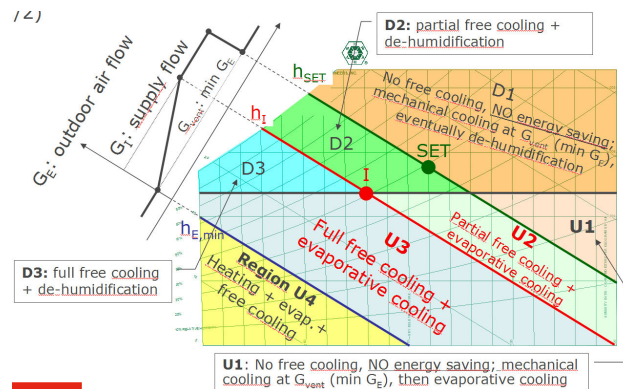 /2)
D2: partial free cooling +
de-humidification
h_SET
D1
No free cooling, NO energy saving;
mechanical cooling at G_vent (min G_E),
eventually de-humidification
G_E: outdoor air flow
G_I: supply flow
G_vent: min G_E
h_I
D2
SET
D3
I
U1
h_E,min
U2
Partial free cooling +
evaporative cooling
U3
Full free cooling +
evaporative cooling
D3: full free cooling
+ de-humidification
Region U4
Heating + evap. +
free cooling
U1: No free cooling, NO energy saving; mechanical
cooling at G_vent (min G_E), then evaporative cooling